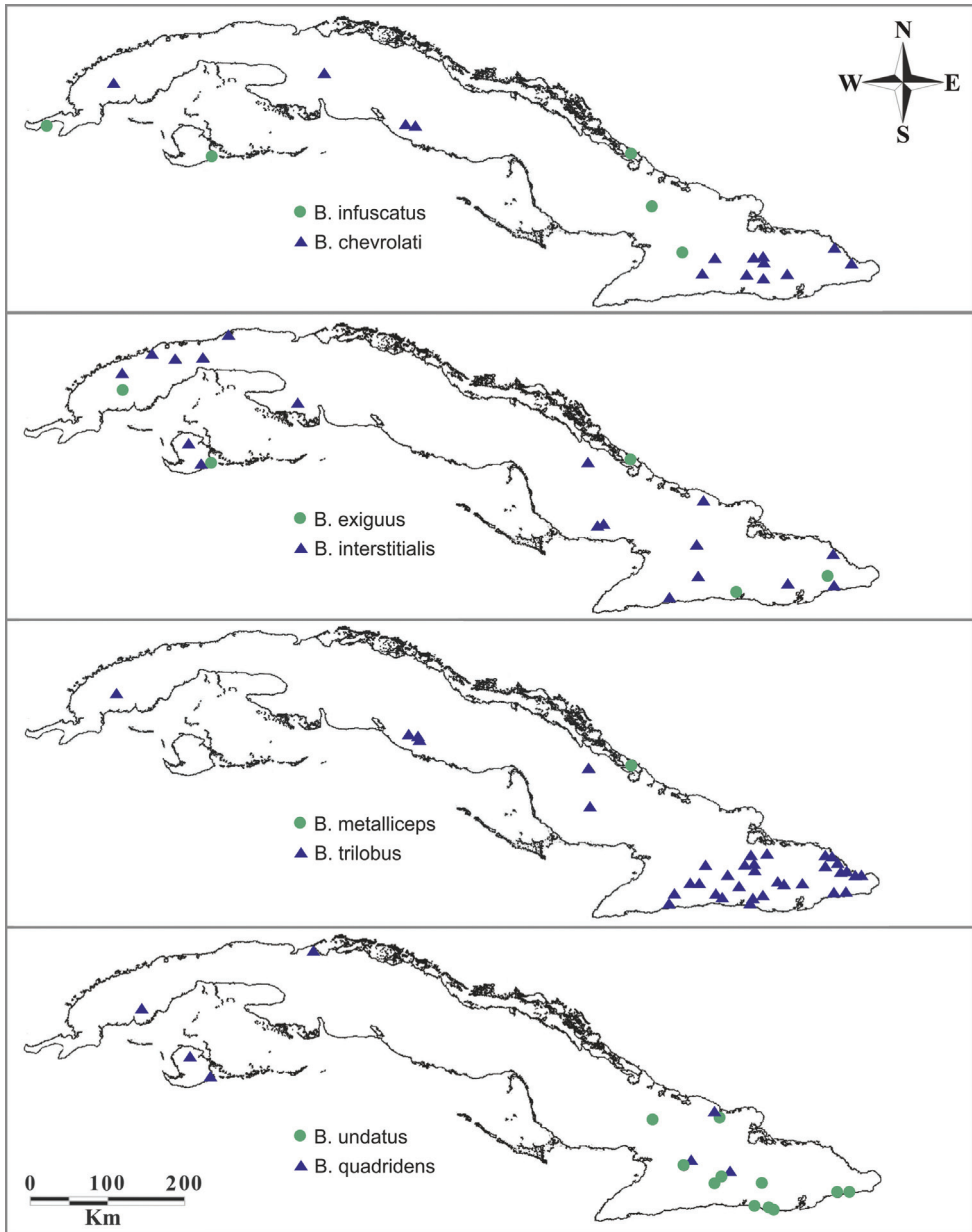 N
W E
S
B. infuscatus
B. chevrolati
B. exiguus
B. interstitialis
B. metalliceps
B. trilobus
B. undatus
B. quadridens
0 100 200
Km